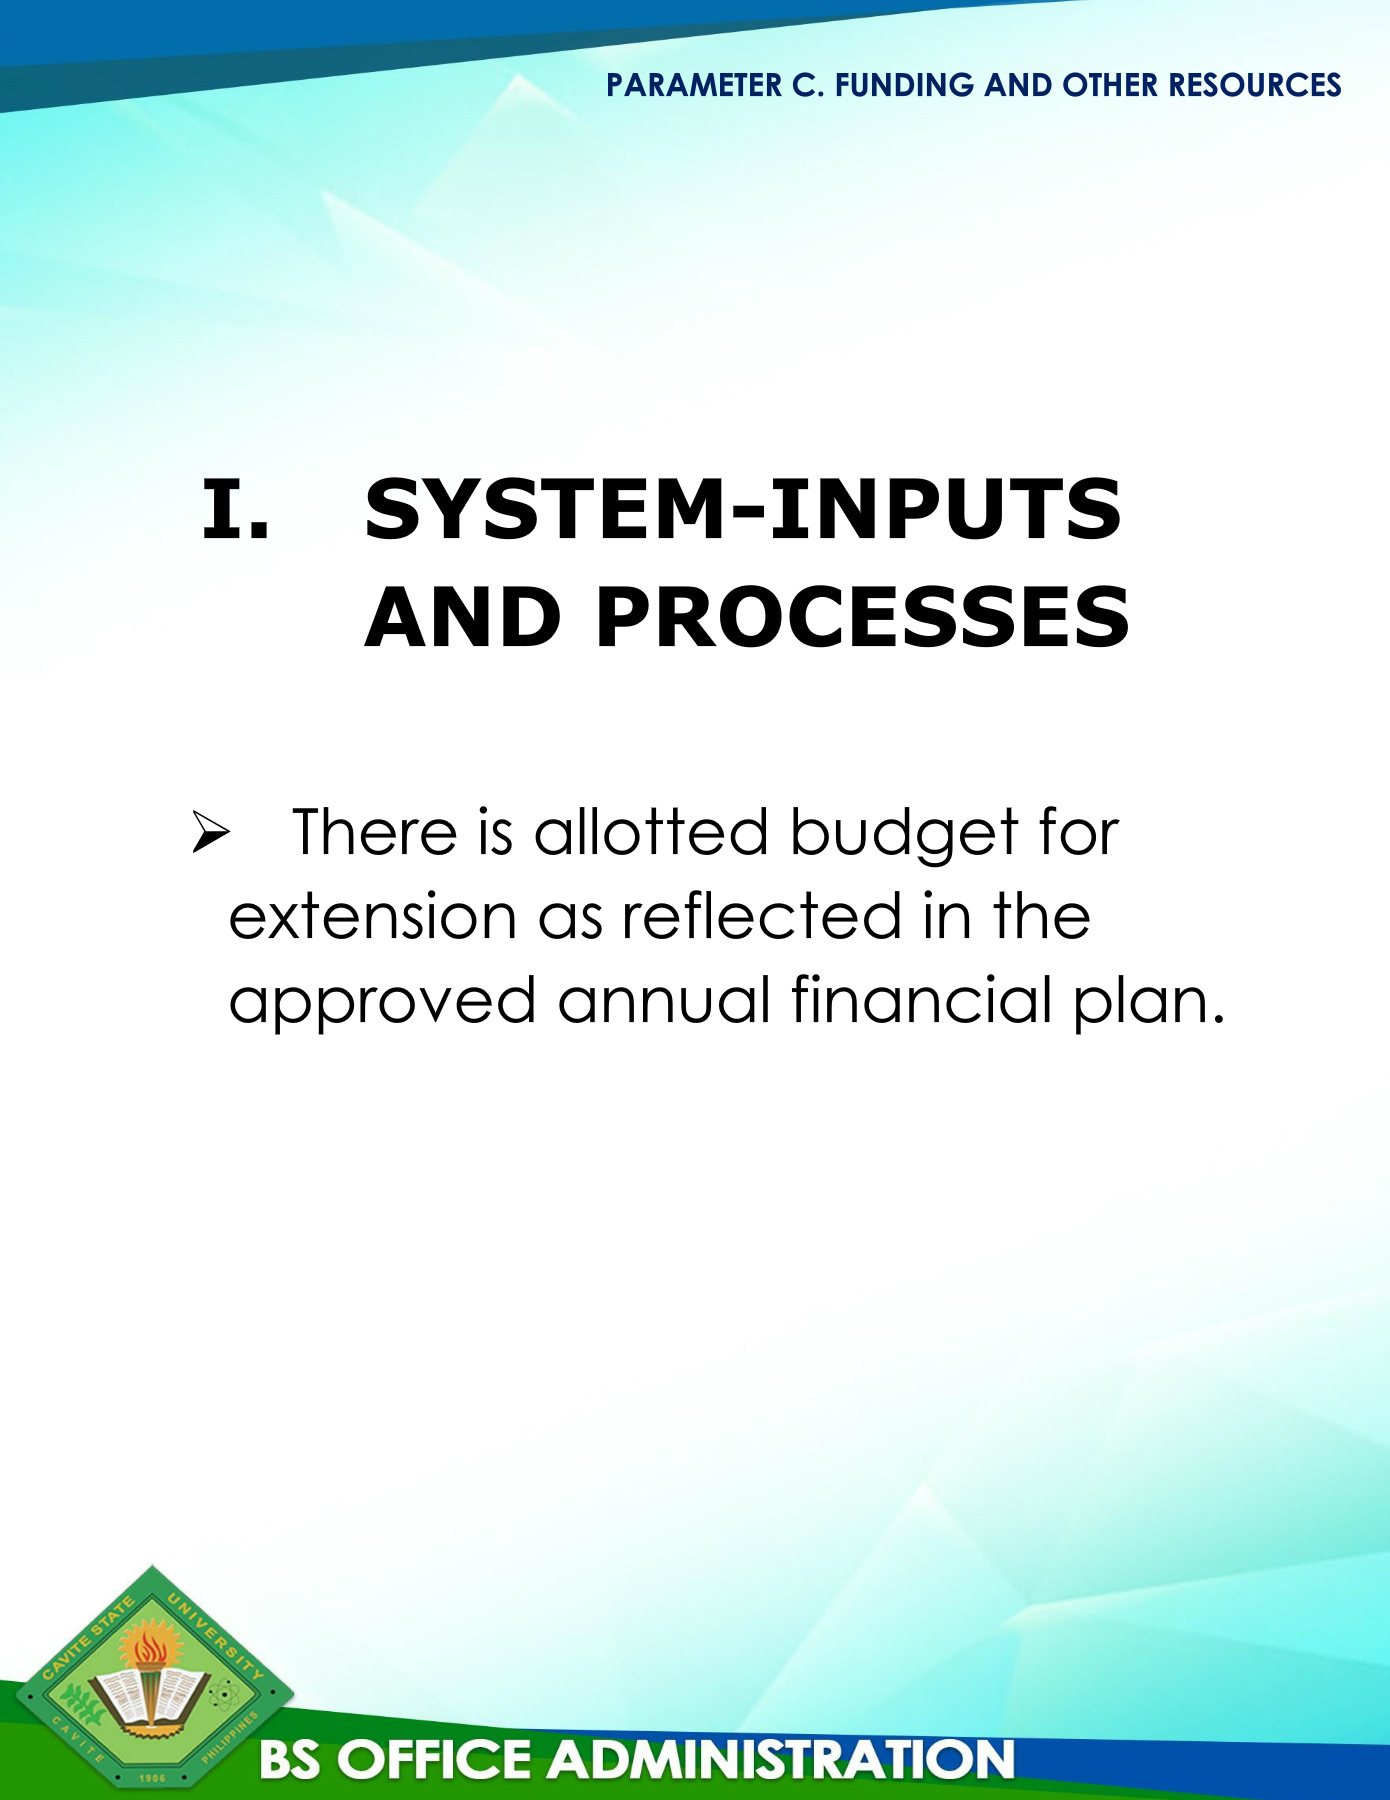 PARAMETER C. FUNDING AND OTHER RESOURCES
I. SYSTEM-INPUTS
AND PROCESSES
➢ There is allotted budget for
extension as reflected in the
approved annual financial plan.
CAVITE STATE UNIVERSITY
CAVITE PHILIPPINES
1906
BS OFFICE ADMINISTRATION